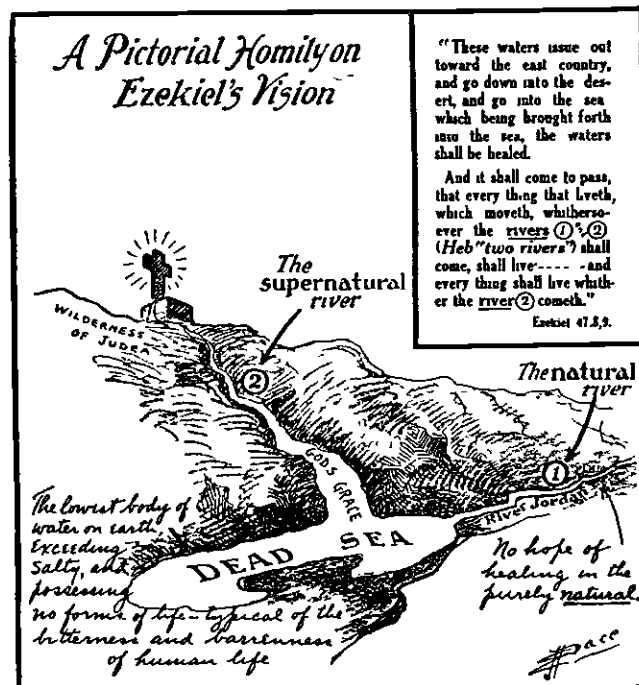 A Pictorial Homily on
Ezekiel's Vision
"These waters issue out
toward the east country,
and go down into the des-
ert, and go into the sea
which being brought forth
into the sea, the waters
shall be healed.
And it shall come to pass,
that every thing that liveth,
which moveth, whitherso-
ever the rivers ① & ②
(Heb "two rivers") shall
come, shall live----- -and
every thing shall live whith-
er the river ② cometh."
Ezekiel 47.8,9.
The
supernatural
river
WILDERNESS
OF JUDEA
②
The natural
river
①
GODS GRACE
River Jordan
DEAD SEA
The lowest body of
water on earth
Exceeding
Salty, and
possessing
no forms of life-typical of the
bitterness and barrenness
of human life
No hope of
healing in the
purely natural.
Pace